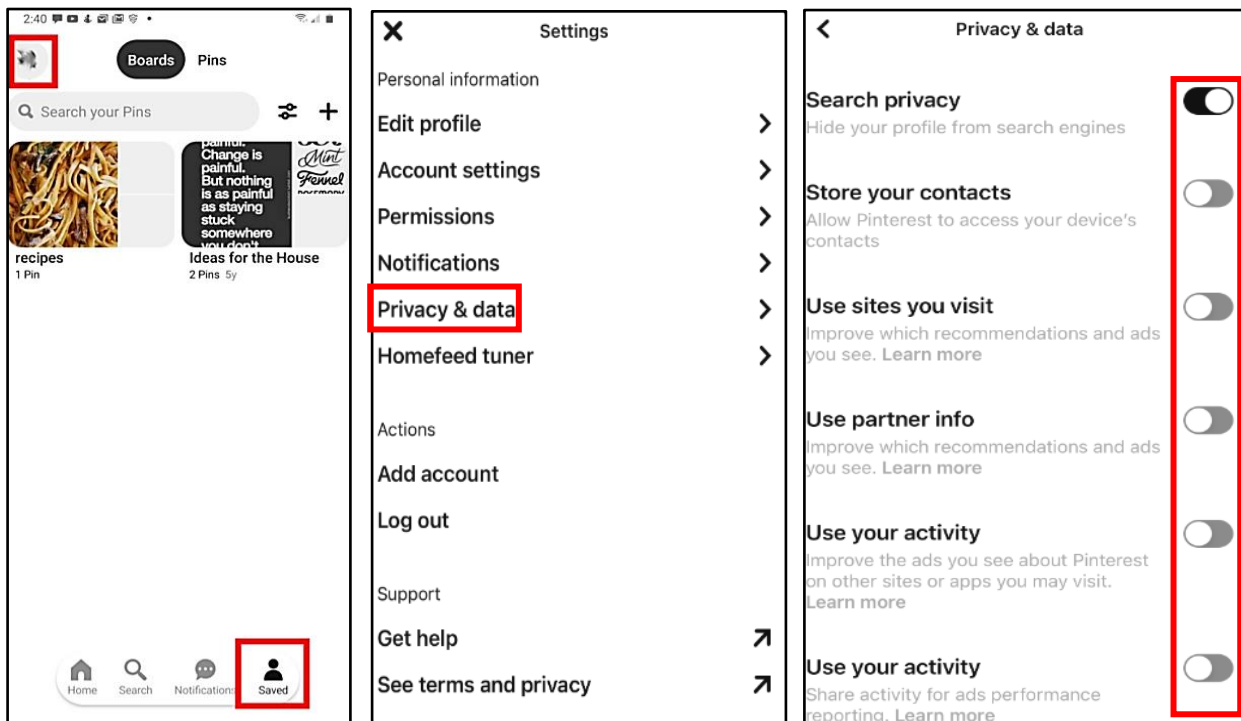 2:40
Boards Pins
Search your Pins
painful.
Change is
painful.
But nothing
is as painful
as staying
stuck
somewhere
you don't
Mint
Fennel
ROSEMARY
recipes
1 Pin
Ideas for the House
2 Pins 5y
Home Search Notifications Saved
Settings
Personal information
Edit profile
Account settings
Permissions
Notifications
Privacy & data
Homefeed tuner
Actions
Add account
Log out
Support
Get help
See terms and privacy
Privacy & data
Search privacy
Hide your profile from search engines
Store your contacts
Allow Pinterest to access your device's
contacts
Use sites you visit
Improve which recommendations and ads
you see. Learn more
Use partner info
Improve which recommendations and ads
you see. Learn more
Use your activity
Improve the ads you see about Pinterest
on other sites or apps you may visit.
Learn more
Use your activity
Share activity for ads performance
reporting. Learn more